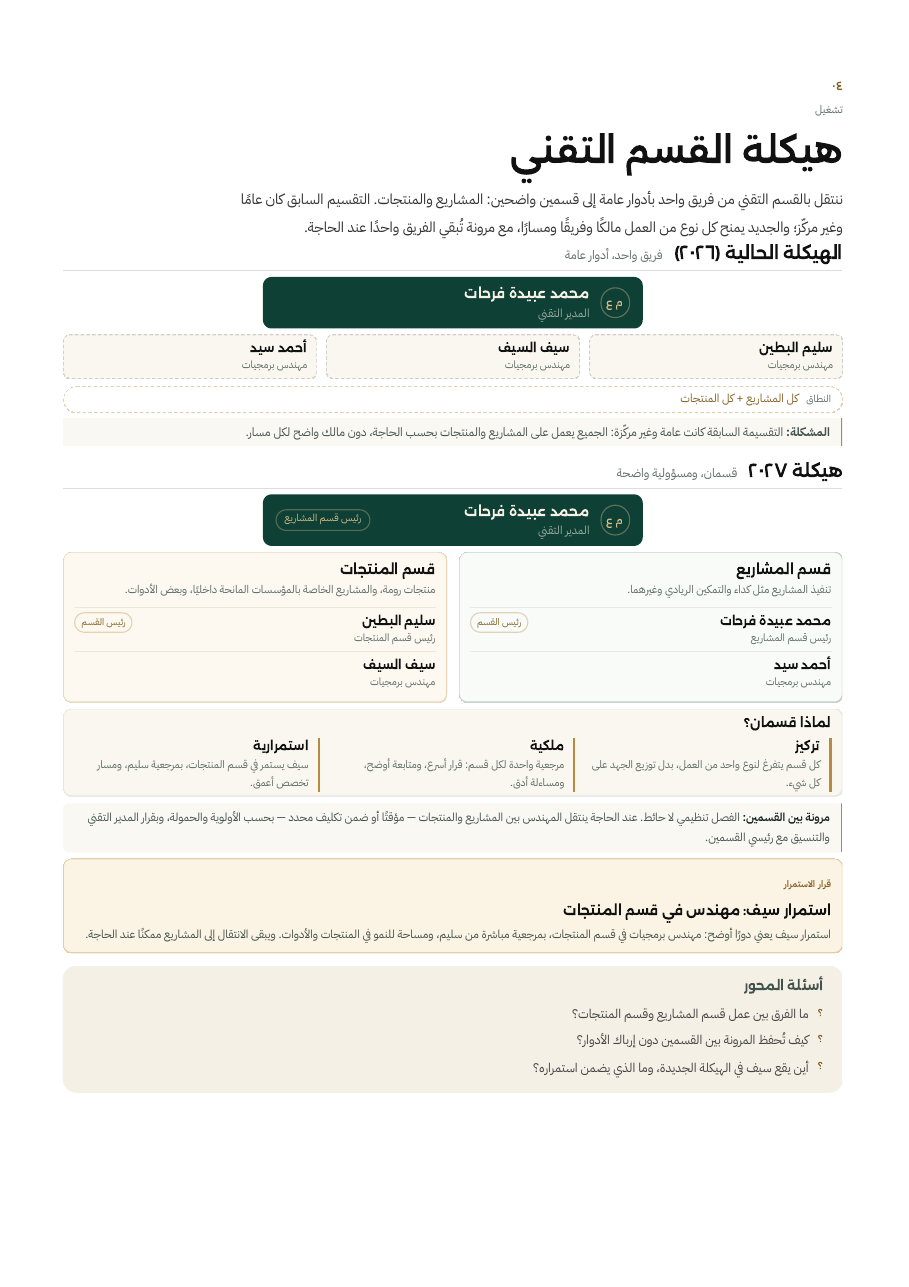 ٠٤
تشغيل
هيكلة القسم التقني
ننتقل بالقسم التقني من فريق واحد بأدوار عامة إلى قسمين واضحين: المشاريع والمنتجات. التقسيم السابق كان عامًا
وغير مركّز؛ والجديد يمنح كل نوع من العمل مالكًا وفريقًا ومسارًا، مع مرونة تُبقي الفريق واحدًا عند الحاجة.
الهيكلة الحالية (٢٠٢٦) فريق واحد، أدوار عامة
م ع
محمد عبيدة فرحات
المدير التقني
سليم البطين
مهندس برمجيات
سيف السيف
مهندس برمجيات
أحمد سيد
مهندس برمجيات
النطاق كل المشاريع + كل المنتجات
المشكلة: التقسيمة السابقة كانت عامة وغير مركّزة: الجميع يعمل على المشاريع والمنتجات بحسب الحاجة، دون مالك واضح لكل مسار.
هيكلة ٢٠٢٧ قسمان، ومسؤولية واضحة
م ع
محمد عبيدة فرحات
المدير التقني
رئيس قسم المشاريع
قسم المشاريع
تنفيذ المشاريع مثل كداء والتمكين الريادي وغيرهما.
محمد عبيدة فرحات
رئيس قسم المشاريع
رئيس القسم
أحمد سيد
مهندس برمجيات
قسم المنتجات
منتجات رومة، والمشاريع الخاصة بالمؤسسات المانحة داخليًا، وبعض الأدوات.
سليم البطين
رئيس قسم المنتجات
رئيس القسم
سيف السيف
مهندس برمجيات
لماذا قسمان؟
تركيز
كل قسم يتفرغ لنوع واحد من العمل، بدل توزيع الجهد على
كل شيء.
ملكية
مرجعية واحدة لكل قسم: قرار أسرع، ومتابعة أوضح،
ومساءلة أدق.
استمرارية
سيف يستمر في قسم المنتجات، بمرجعية سليم، ومسار
تخصص أعمق.
مرونة بين القسمين: الفصل تنظيمي لا حائط. عند الحاجة ينتقل المهندس بين المشاريع والمنتجات — مؤقتًا أو ضمن تكليف محدد — بحسب الأولوية والحمولة، وبقرار المدير التقني
والتنسيق مع رئيسي القسمين.
قرار الاستمرار
استمرار سيف: مهندس في قسم المنتجات
استمرار سيف يعني دورًا أوضح: مهندس برمجيات في قسم المنتجات، بمرجعية مباشرة من سليم، ومساحة للنمو في المنتجات والأدوات. ويبقى الانتقال إلى المشاريع ممكنًا عند الحاجة.
أسئلة المحور
؟ ما الفرق بين عمل قسم المشاريع وقسم المنتجات؟
؟ كيف تُحفظ المرونة بين القسمين دون إرباك الأدوار؟
؟ أين يقع سيف في الهيكلة الجديدة، وما الذي يضمن استمراره؟